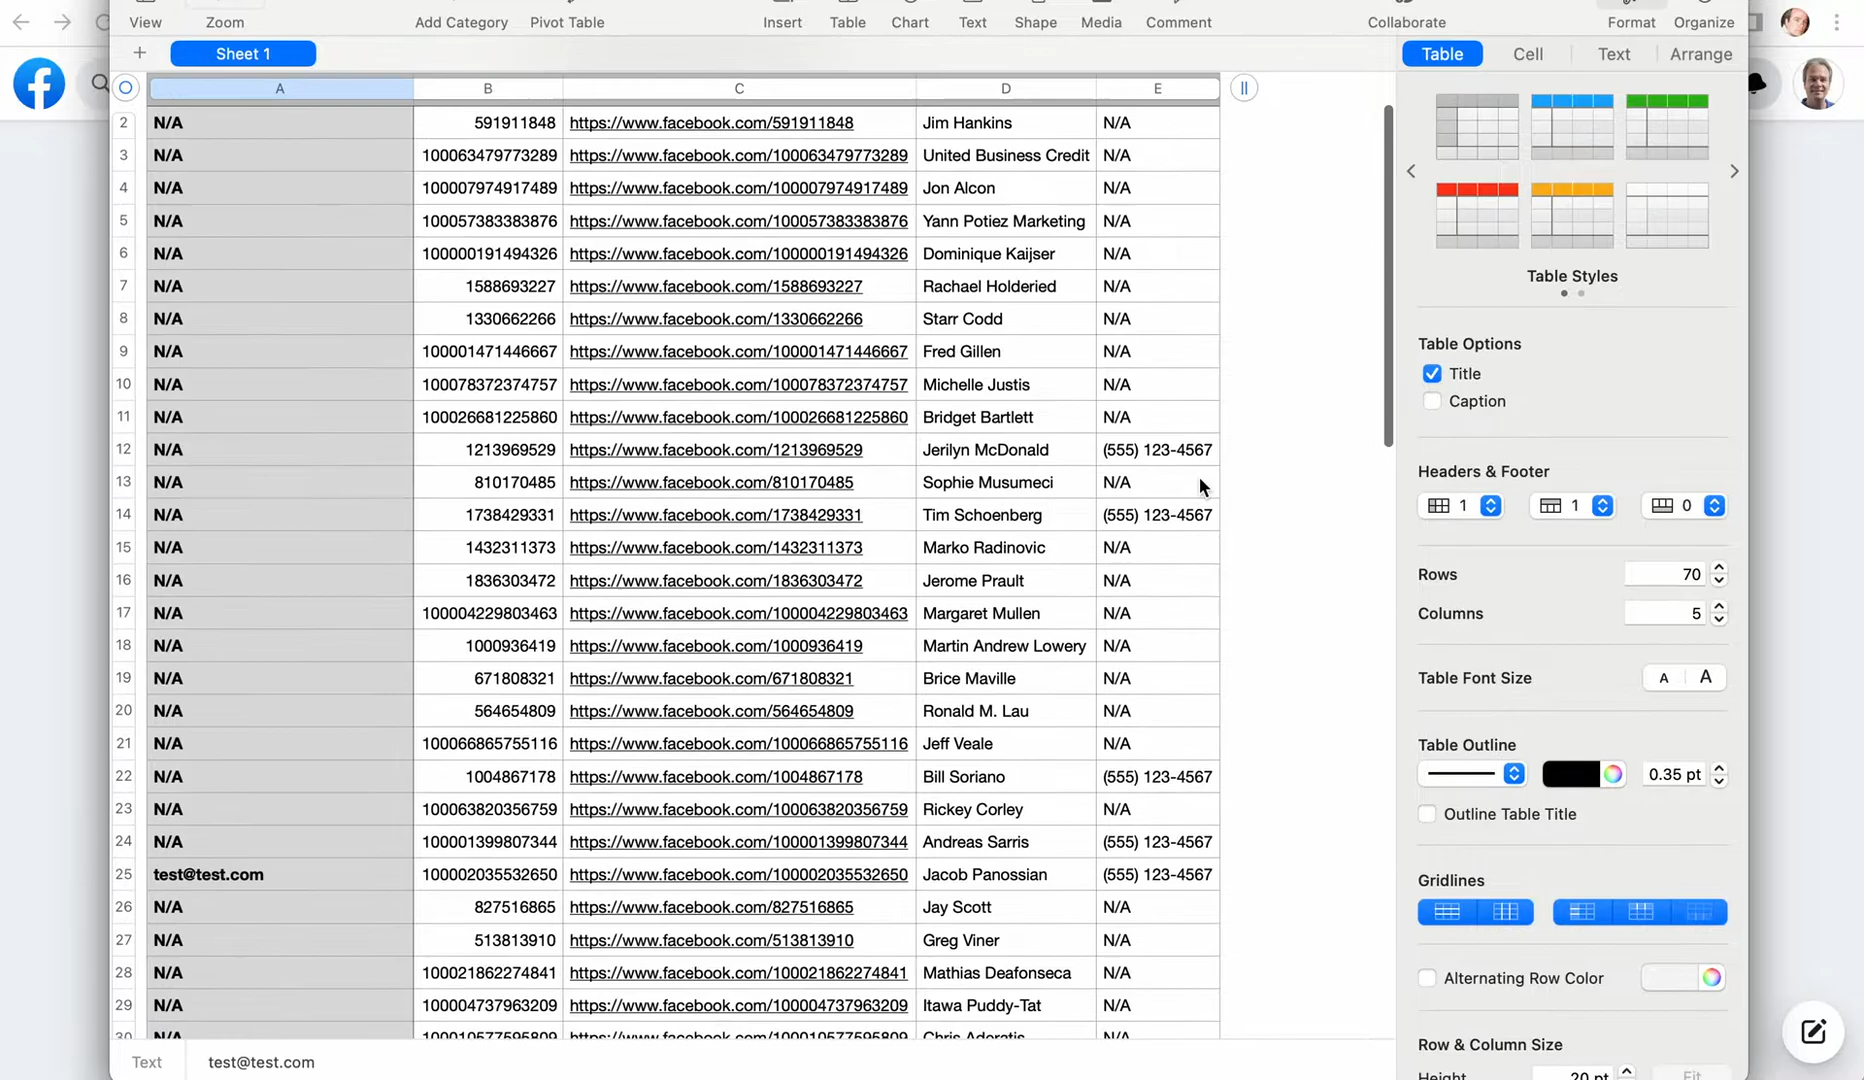 View Zoom Add Category Pivot Table Insert Table Chart Text Shape Media Comment Collaborate Format Organize
+ Sheet 1 Table Cell Text Arrange
A B C D E
2 N/A 591911848 https://www.facebook.com/591911848 Jim Hankins N/A
3 N/A 100063479773289 https://www.facebook.com/100063479773289 United Business Credit N/A
4 N/A 100007974917489 https://www.facebook.com/100007974917489 Jon Alcon N/A
5 N/A 100057383383876 https://www.facebook.com/100057383383876 Yann Potiez Marketing N/A
6 N/A 100000191494326 https://www.facebook.com/100000191494326 Dominique Kaijser N/A
7 N/A 1588693227 https://www.facebook.com/1588693227 Rachael Holderied N/A
8 N/A 1330662266 https://www.facebook.com/1330662266 Starr Codd N/A
9 N/A 100001471446667 https://www.facebook.com/100001471446667 Fred Gillen N/A
10 N/A 100078372374757 https://www.facebook.com/100078372374757 Michelle Justis N/A
11 N/A 100026681225860 https://www.facebook.com/100026681225860 Bridget Bartlett N/A
12 N/A 1213969529 https://www.facebook.com/1213969529 Jerilyn McDonald (555) 123-4567
13 N/A 810170485 https://www.facebook.com/810170485 Sophie Musumeci N/A
14 N/A 1738429331 https://www.facebook.com/1738429331 Tim Schoenberg (555) 123-4567
15 N/A 1432311373 https://www.facebook.com/1432311373 Marko Radinovic N/A
16 N/A 1836303472 https://www.facebook.com/1836303472 Jerome Prault N/A
17 N/A 100004229803463 https://www.facebook.com/100004229803463 Margaret Mullen N/A
18 N/A 1000936419 https://www.facebook.com/1000936419 Martin Andrew Lowery N/A
19 N/A 671808321 https://www.facebook.com/671808321 Brice Maville N/A
20 N/A 564654809 https://www.facebook.com/564654809 Ronald M. Lau N/A
21 N/A 100066865755116 https://www.facebook.com/100066865755116 Jeff Veale N/A
22 N/A 1004867178 https://www.facebook.com/1004867178 Bill Soriano (555) 123-4567
23 N/A 100063820356759 https://www.facebook.com/100063820356759 Rickey Corley N/A
24 N/A 100001399807344 https://www.facebook.com/100001399807344 Andreas Sarris (555) 123-4567
25 test@test.com 100002035532650 https://www.facebook.com/100002035532650 Jacob Panossian (555) 123-4567
26 N/A 827516865 https://www.facebook.com/827516865 Jay Scott N/A
27 N/A 513813910 https://www.facebook.com/513813910 Greg Viner N/A
28 N/A 100021862274841 https://www.facebook.com/100021862274841 Mathias Deafonseca N/A
29 N/A 100004737963209 https://www.facebook.com/100004737963209 Itawa Puddy-Tat N/A
30 N/A 100010577595809 https://www.facebook.com/100010577595809 Chris Aderatis N/A
Text test@test.com
Table Styles
Table Options
Title
Caption
Headers & Footer
1 1 0
Rows 70
Columns 5
Table Font Size A A
Table Outline
0.35 pt
Outline Table Title
Gridlines
Alternating Row Color
Row & Column Size
Height 20 pt Fit